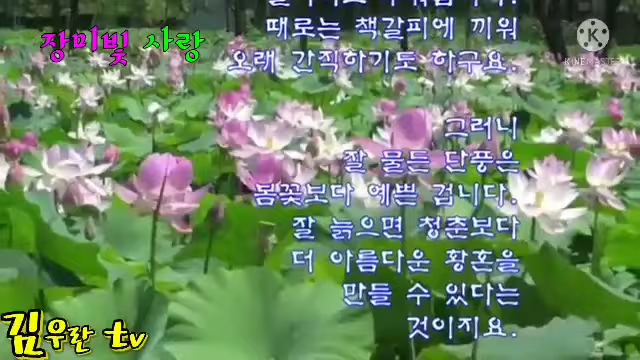 장미빛 사랑
때로는 책갈피에 끼워
오래 간직하기도 하구요.
그러니
잘 물든 단풍은
봄꽃보다 예쁜 겁니다.
잘 늙으면 청춘보다
더 아름다운 황혼을
만들 수 있다는
것이지요.
KINEMASTER
김우란 tv